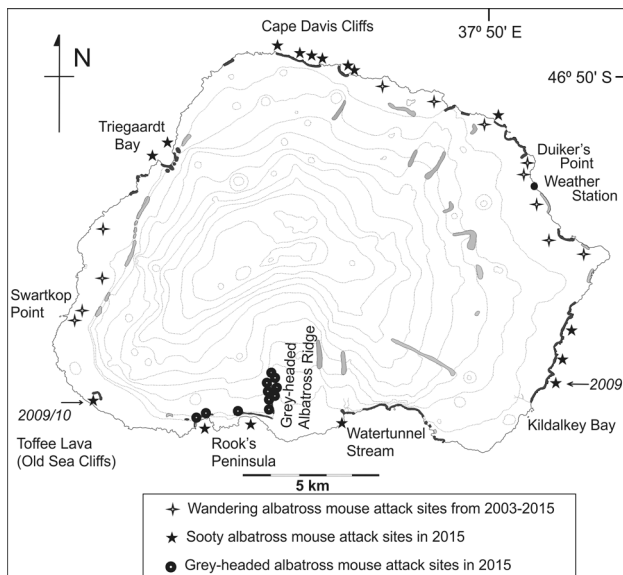 Cape Davis Cliffs
37º 50' E
N
46º 50' S
Triegaardt
Bay
Duiker's
Point
Weather
Station
Swartkop
Point
Grey-headed
Albatross Ridge
2009
2009/10
Kildalkey Bay
Toffee Lava
(Old Sea Cliffs)
Rook's
Peninsula
Watertunnel
Stream
5 km
Wandering albatross mouse attack sites from 2003-2015
Sooty albatross mouse attack sites in 2015
Grey-headed albatross mouse attack sites in 2015